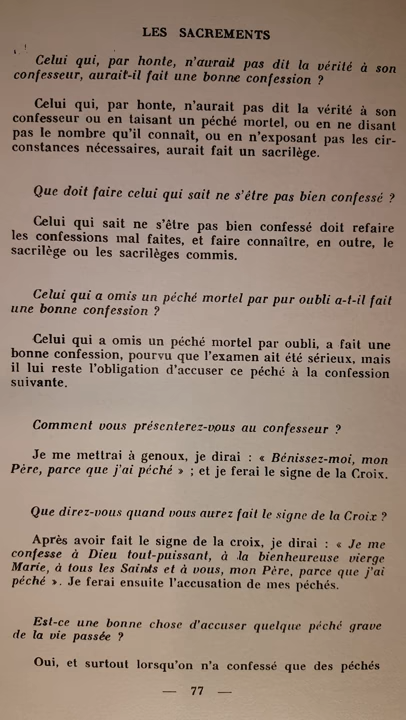 LES SACREMENTS
Celui qui, par honte, n'aurait pas dit la vérité à son
confesseur, aurait-il fait une bonne confession ?
Celui qui, par honte, n'aurait pas dit la vérité à son
confesseur ou en taisant un péché mortel, ou en ne disant
pas le nombre qu'il connaît, ou en n'exposant pas les cir-
constances nécessaires, aurait fait un sacrilège.
Que doit faire celui qui sait ne s'être pas bien confessé ?
Celui qui sait ne s'être pas bien confessé doit refaire
les confessions mal faites, et faire connaître, en outre, le
sacrilège ou les sacrilèges commis.
Celui qui a omis un péché mortel par pur oubli a-t-il fait
une bonne confession ?
Celui qui a omis un péché mortel par oubli, a fait une
bonne confession, pourvu que l'examen ait été sérieux, mais
il lui reste l'obligation d'accuser ce péché à la confession
suivante.
Comment vous présenterez-vous au confesseur ?
Je me mettrai à genoux, je dirai : « Bénissez-moi, mon
Père, parce que j'ai péché » ; et je ferai le signe de la Croix.
Que direz-vous quand vous aurez fait le signe de la Croix ?
Après avoir fait le signe de la croix, je dirai : « Je me
confesse à Dieu tout-puissant, à la bienheureuse vierge
Marie, à tous les Saints et à vous, mon Père, parce que j'ai
péché ». Je ferai ensuite l'accusation de mes péchés.
Est-ce une bonne chose d'accuser quelque péché grave
de la vie passée ?
Oui, et surtout lorsqu'on n'a confessé que des péchés
— 77 —